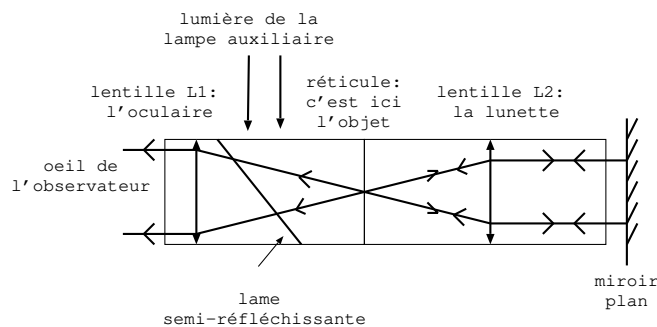 lumière de la
lampe auxiliaire
lentille L1:
l'oculaire
réticule:
c'est ici
l'objet
lentille L2:
la lunette
oeil de
l'observateur
lame
semi-réfléchissante
miroir
plan